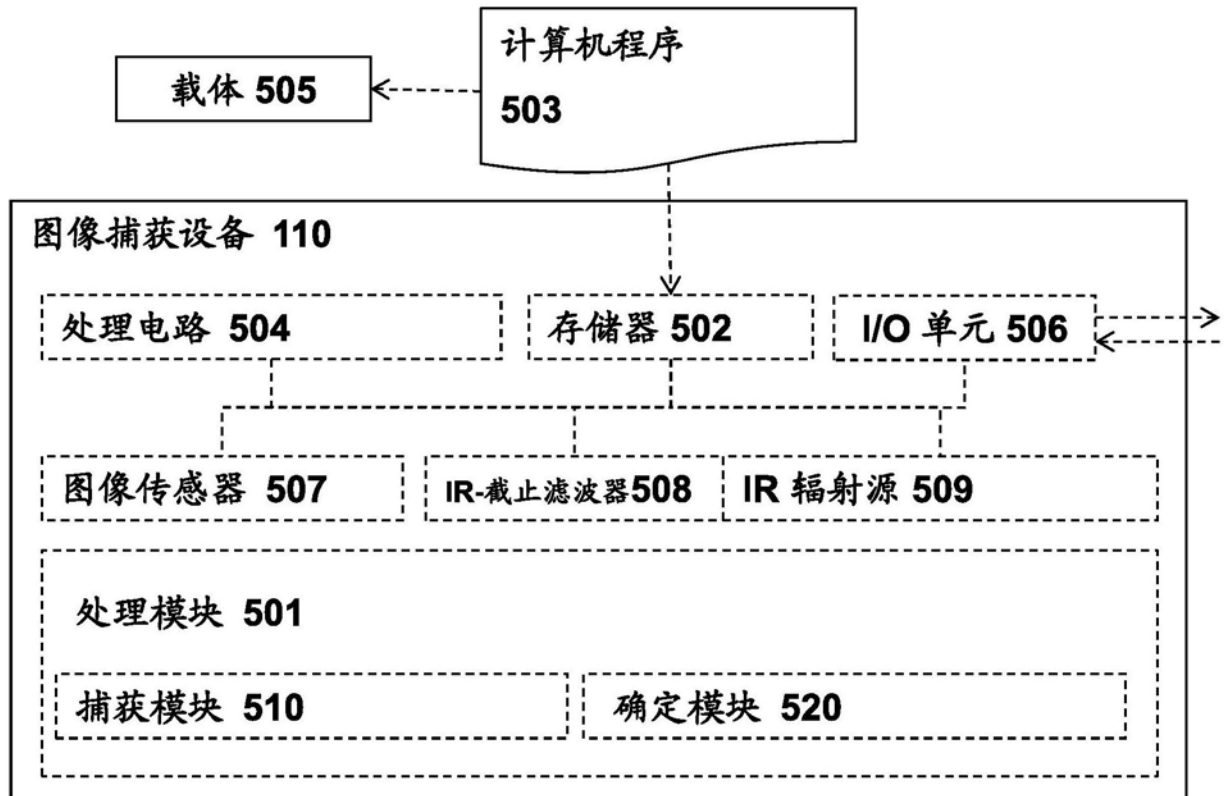 计算机程序
503
载体 505
图像捕获设备 110
处理电路 504
存储器 502
I/O 单元 506
图像传感器 507
IR-截止滤波器508
IR 辐射源 509
处理模块 501
捕获模块 510
确定模块 520